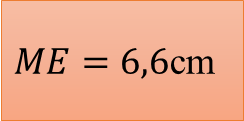 ME = 6,6cm